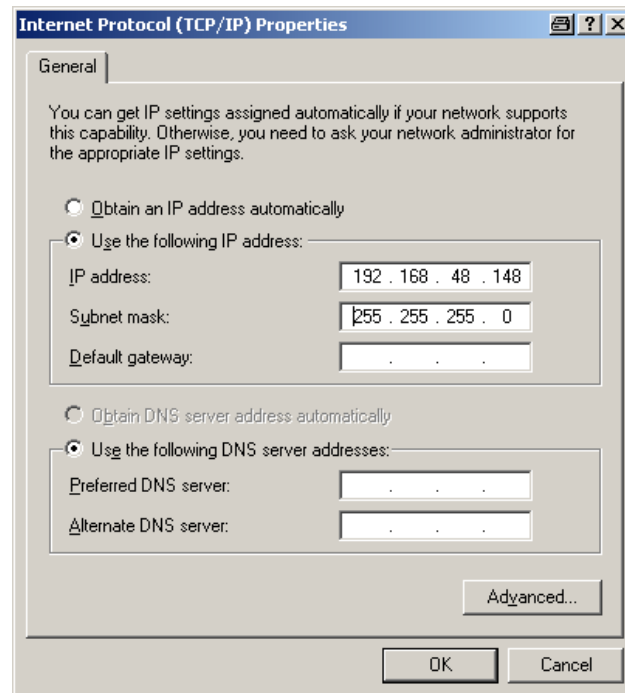 Internet Protocol (TCP/IP) Properties
General
You can get IP settings assigned automatically if your network supports
this capability. Otherwise, you need to ask your network administrator for
the appropriate IP settings.
Obtain an IP address automatically
Use the following IP address:
IP address: 192 . 168 . 48 . 148
Subnet mask: 255 . 255 . 255 . 0
Default gateway: . . .
Obtain DNS server address automatically
Use the following DNS server addresses:
Preferred DNS server: . . .
Alternate DNS server: . . .
Advanced...
OK Cancel